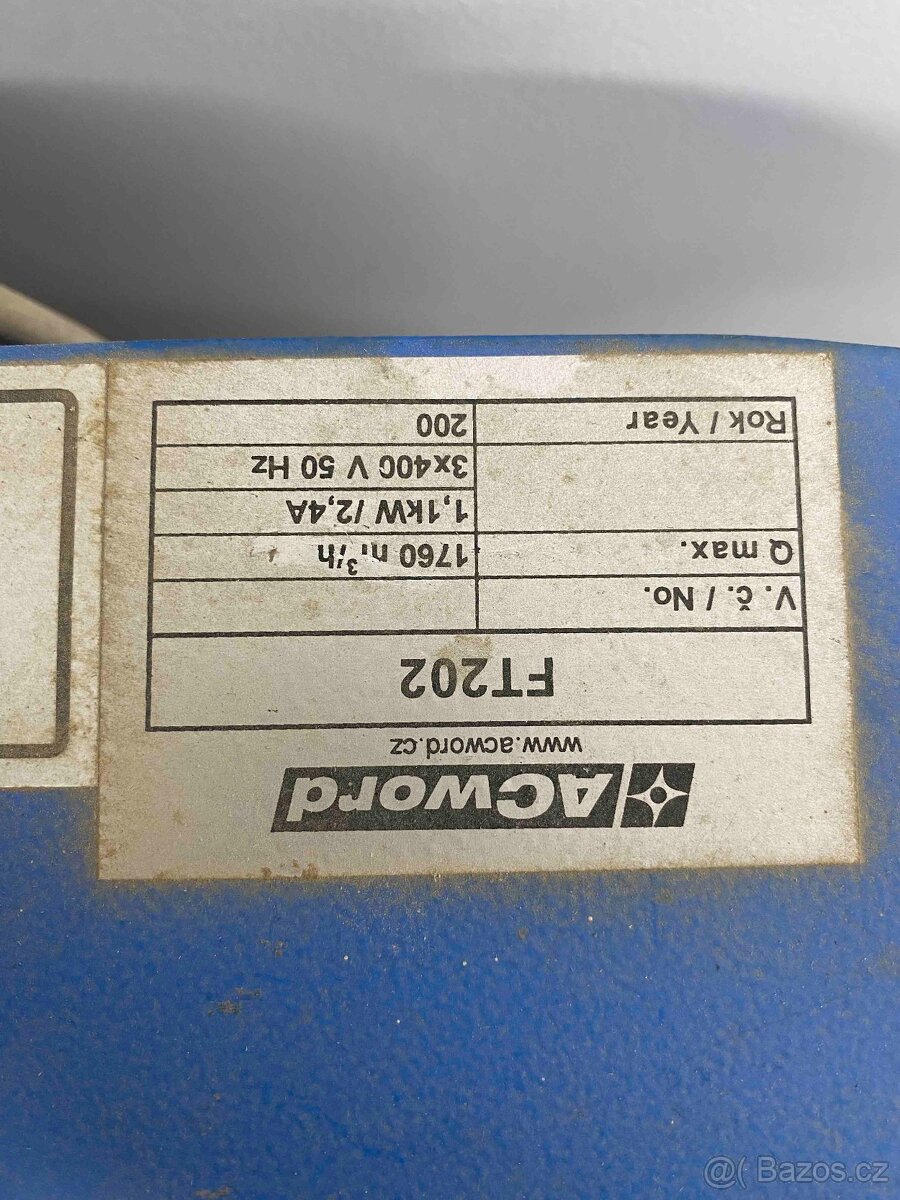 ACword
www.acword.cz
FT202
V. č. / No.
Q max. 1760 m³/h
1,1kW /2,4A
3x400 V 50 Hz
Rok / Year 200
@( Bazos.cz